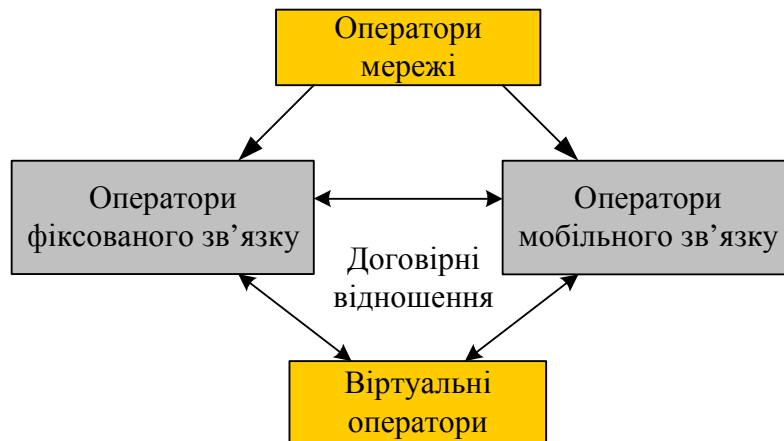 Оператори
мережі
Оператори
фіксованого зв’язку
Оператори
мобільного зв’язку
Договірні
відношення
Віртуальні
оператори